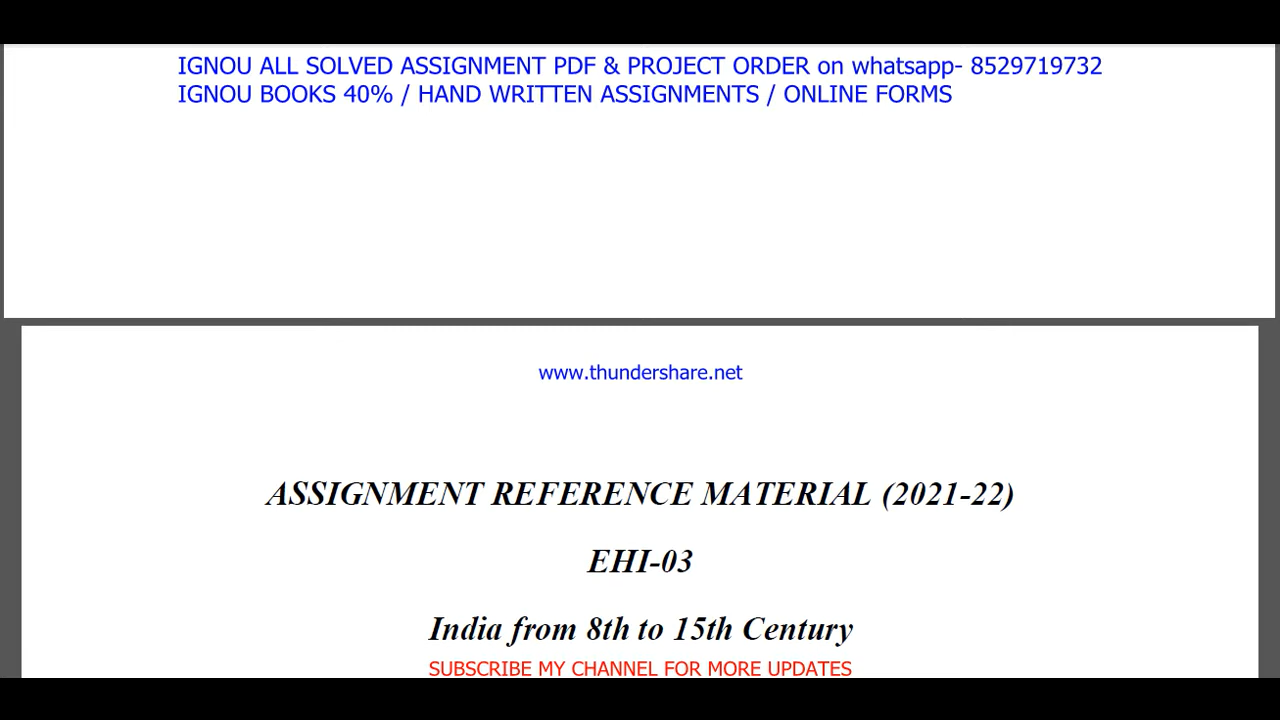 IGNOU ALL SOLVED ASSIGNMENT PDF & PROJECT ORDER on whatsapp- 8529719732
IGNOU BOOKS 40% / HAND WRITTEN ASSIGNMENTS / ONLINE FORMS
www.thundershare.net
ASSIGNMENT REFERENCE MATERIAL (2021-22)
EHI-03
India from 8th to 15th Century
SUBSCRIBE MY CHANNEL FOR MORE UPDATES